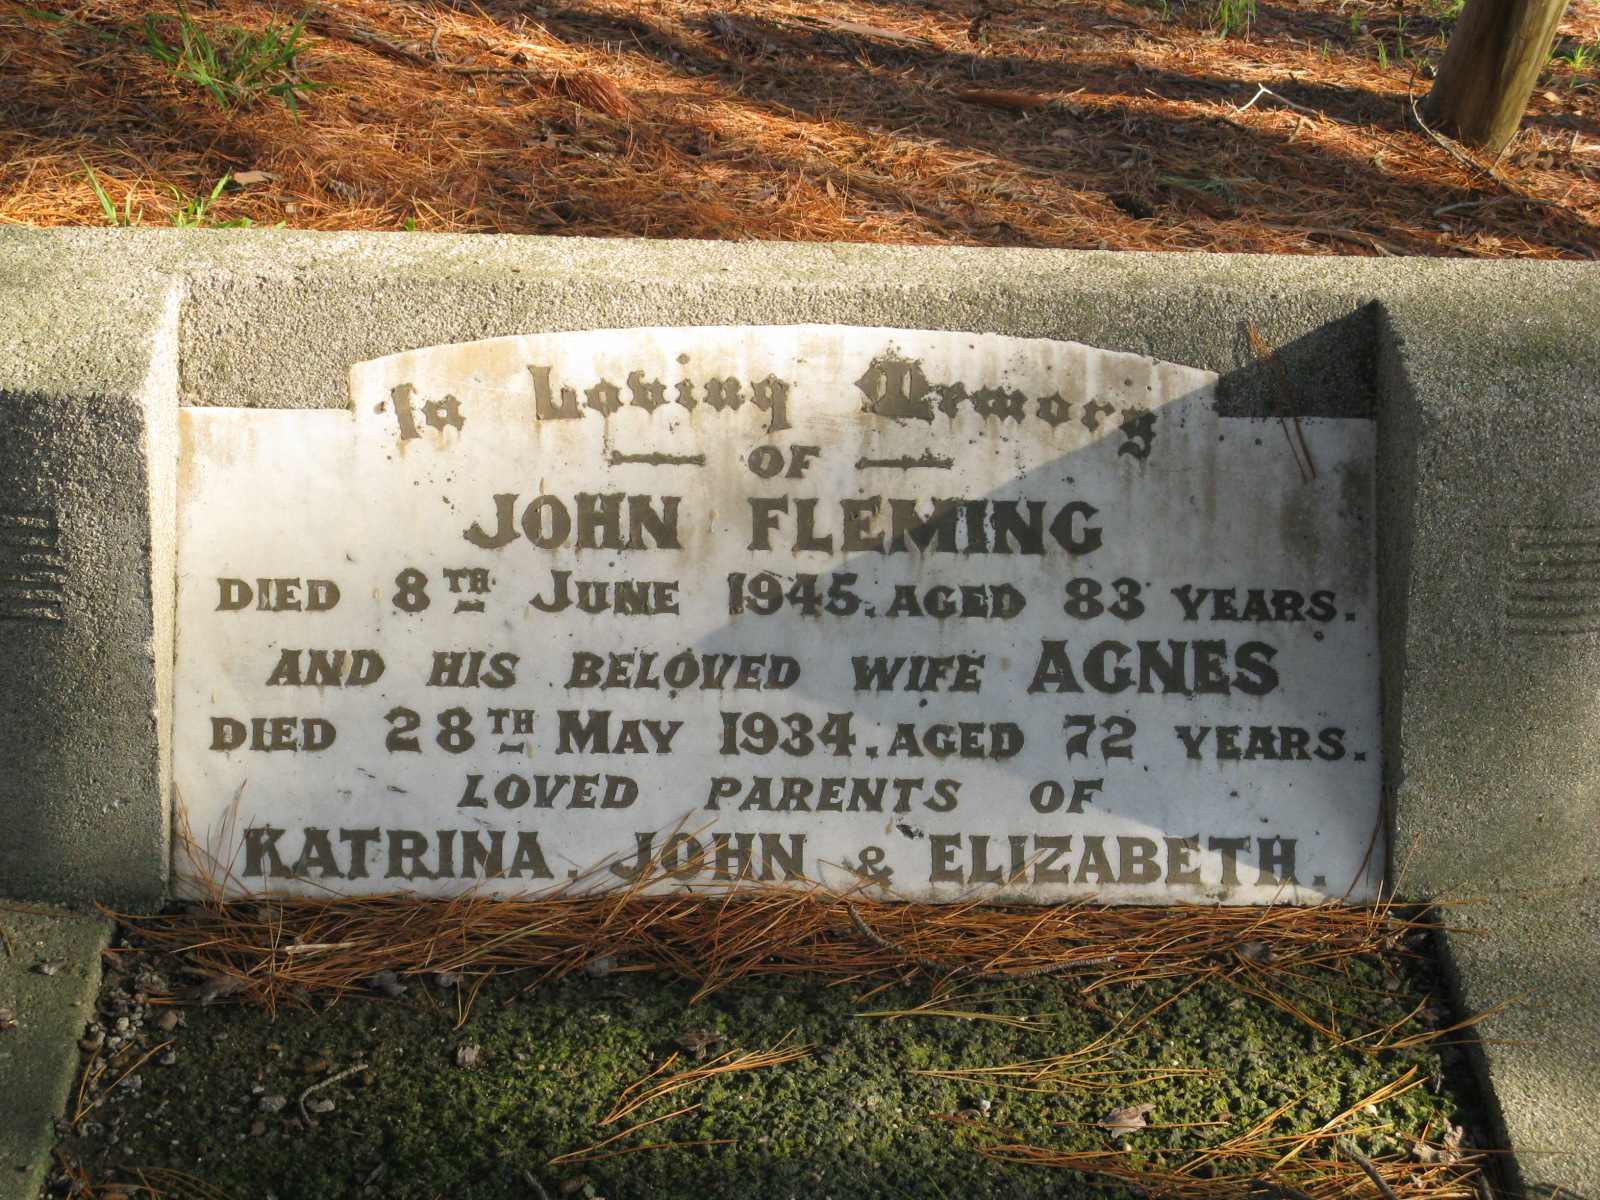 In Loving Memory
OF
JOHN FLEMING
DIED 8TH JUNE 1945. AGED 83 YEARS.
AND HIS BELOVED WIFE AGNES
DIED 28TH MAY 1934. AGED 72 YEARS.
LOVED PARENTS OF
KATRINA. JOHN & ELIZABETH.